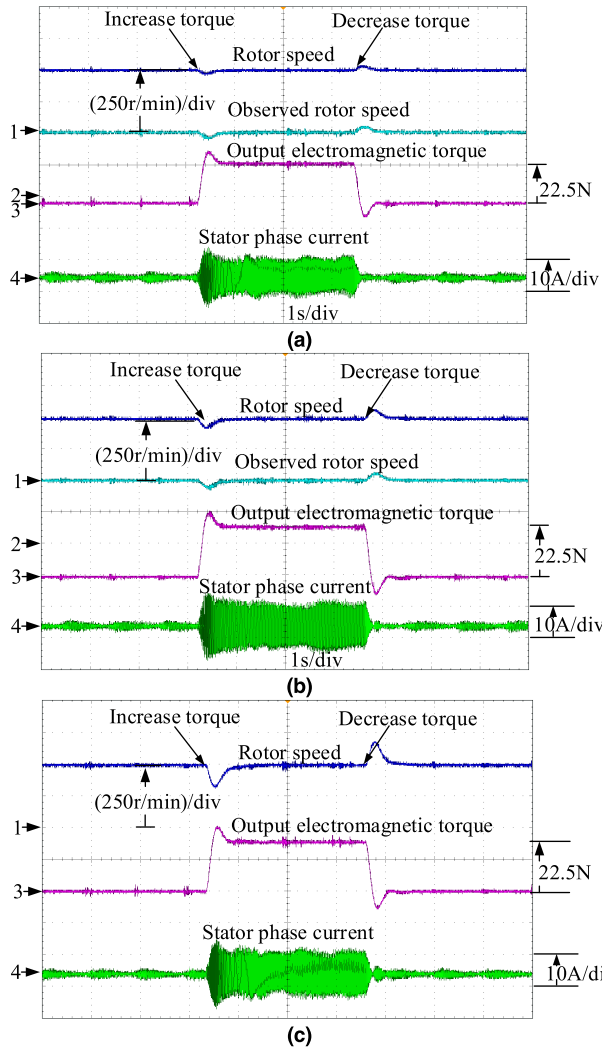 Increase torque
Decrease torque
Rotor speed
(250r/min)/div
Observed rotor speed
1
Output electromagnetic torque
2
3
22.5N
Stator phase current
4
10A/div
1s/div
(a)
Increase torque
Decrease torque
Rotor speed
(250r/min)/div
Observed rotor speed
1
Output electromagnetic torque
2
22.5N
3
Stator phase current
4
10A/div
1s/div
(b)
Increase torque
Decrease torque
Rotor speed
(250r/min)/div
1
Output electromagnetic torque
22.5N
3
Stator phase current
4
10A/di
(c)